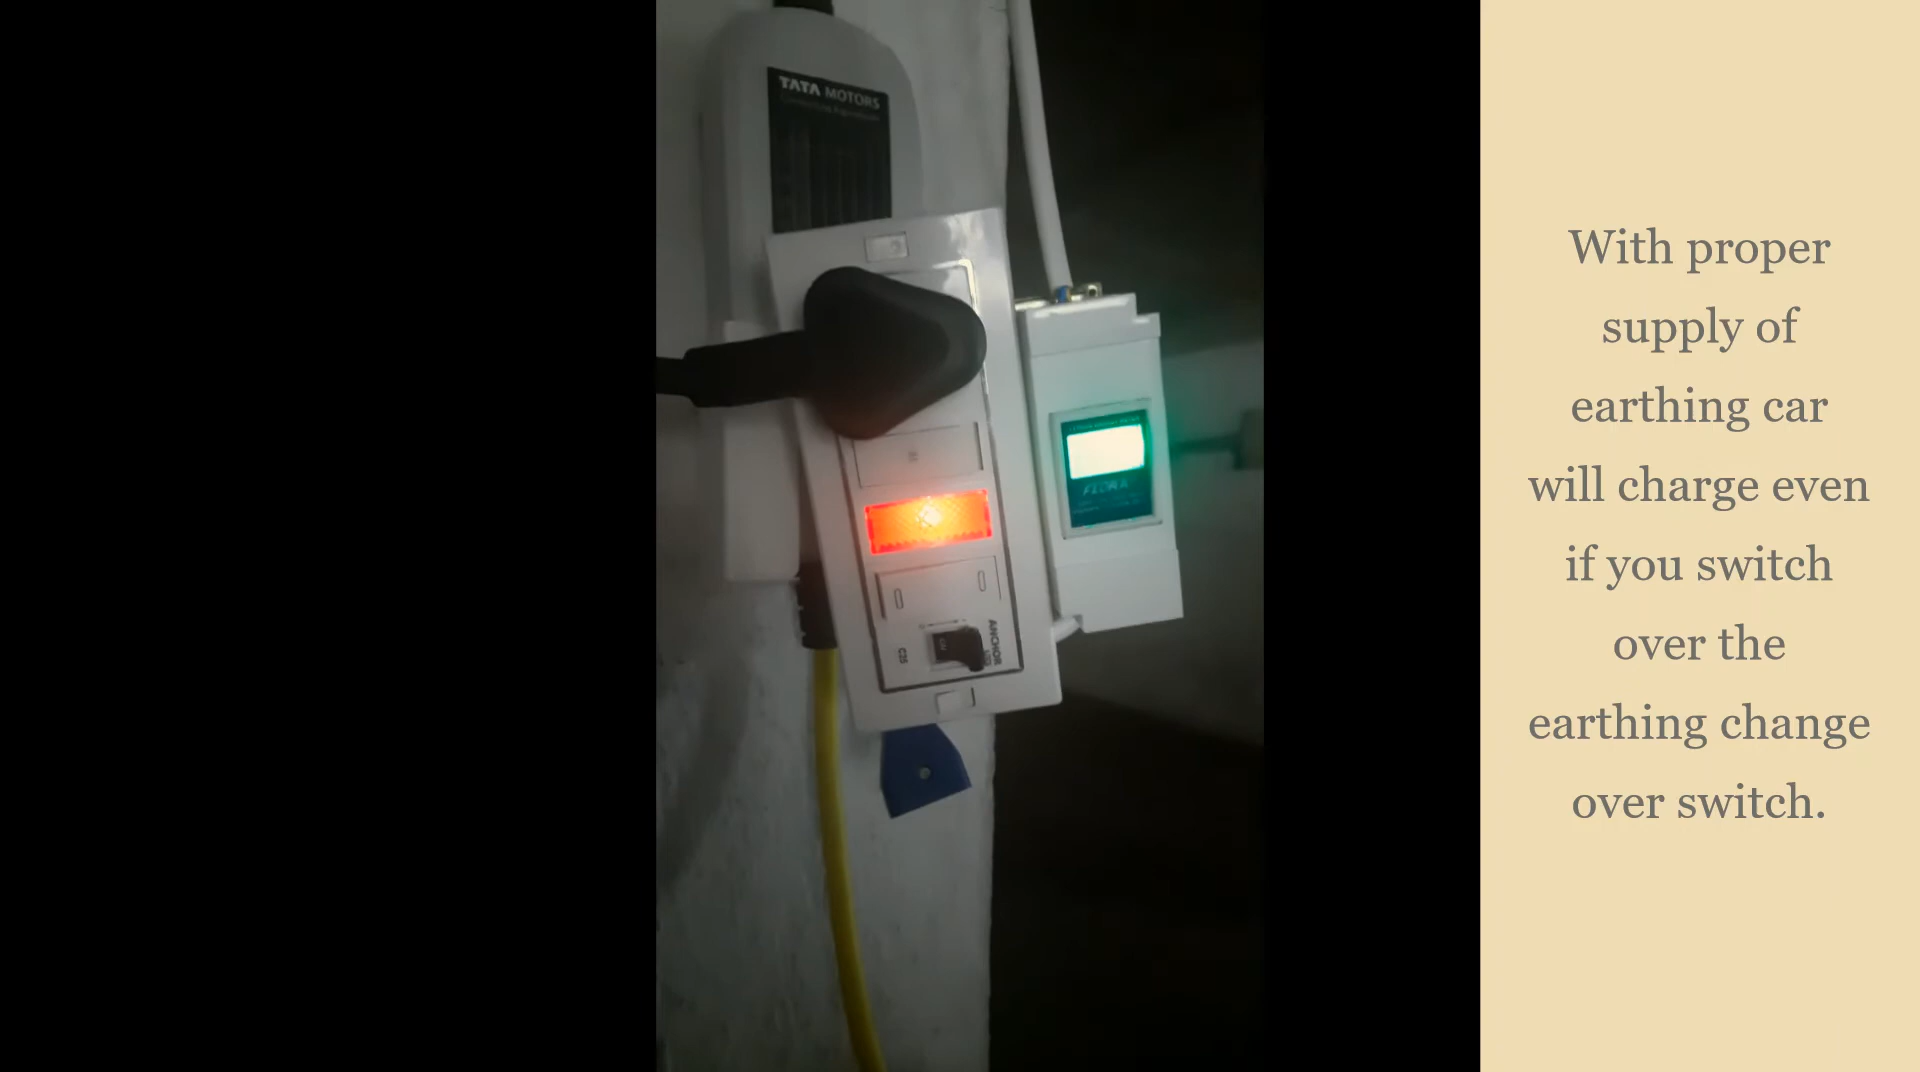 TATA MOTORS
FIDRA
ANCHOR
C25
With proper
supply of
earthing car
will charge even
if you switch
over the
earthing change
over switch.